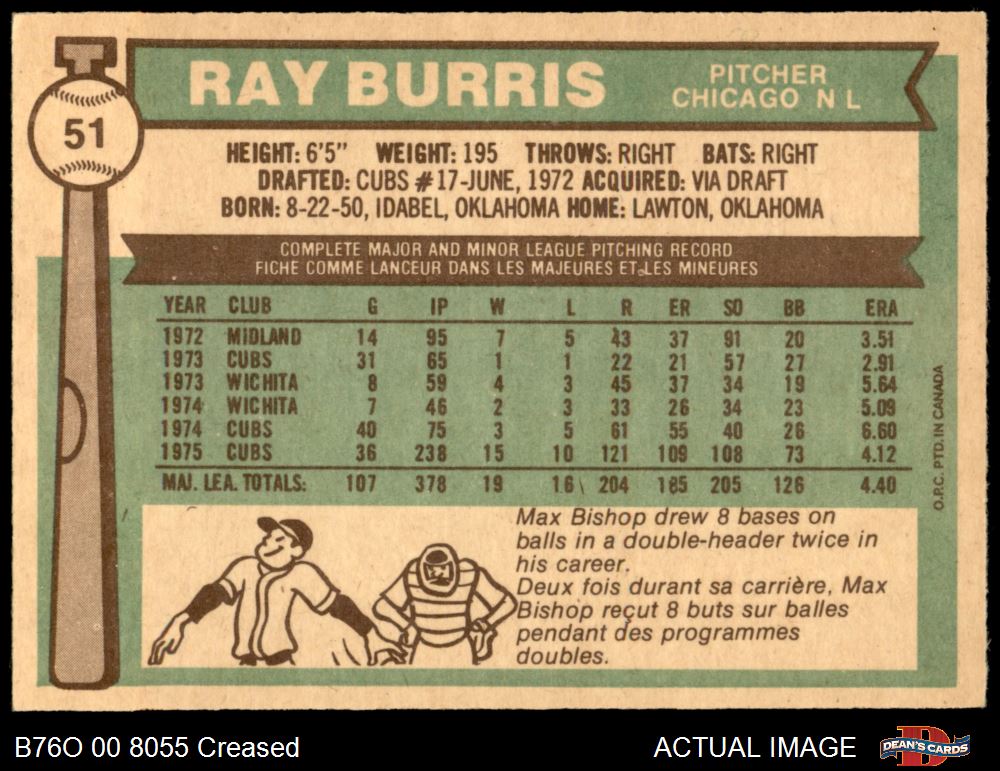 51
RAY BURRIS
PITCHER
CHICAGO N L
HEIGHT: 6'5" WEIGHT: 195 THROWS: RIGHT BATS: RIGHT
DRAFTED: CUBS #17-JUNE, 1972 ACQUIRED: VIA DRAFT
BORN: 8-22-50, IDABEL, OKLAHOMA HOME: LAWTON, OKLAHOMA
COMPLETE MAJOR AND MINOR LEAGUE PITCHING RECORD
FICHE COMME LANCEUR DANS LES MAJEURES ET LES MINEURES
YEAR CLUB G IP W L R ER SO BB ERA
1972 MIDLAND 14 95 7 5 43 37 91 20 3.51
1973 CUBS 31 65 1 1 22 21 57 27 2.91
1973 WICHITA 8 59 4 3 45 37 34 19 5.64
1974 WICHITA 7 46 2 3 33 26 34 23 5.09
1974 CUBS 40 75 3 5 61 55 40 26 6.60
1975 CUBS 36 238 15 10 121 109 108 73 4.12
MAJ. LEA. TOTALS: 107 378 19 16 204 185 205 126 4.40
O.P.C. PTD. IN CANADA
Max Bishop drew 8 bases on
balls in a double-header twice in
his career.
Deux fois durant sa carrière, Max
Bishop reçut 8 buts sur balles
pendant des programmes
doubles.
B76O 00 8055 Creased
ACTUAL IMAGE
DEAN'S CARDS